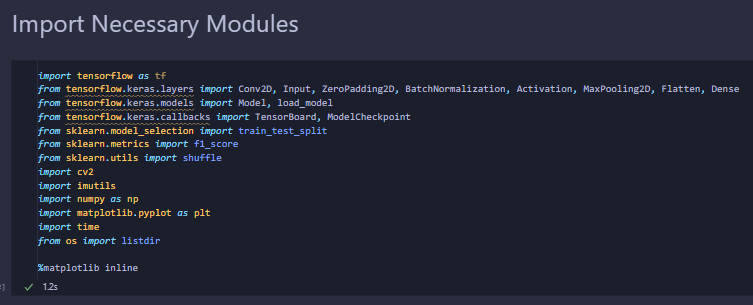 Import Necessary Modules
import tensorflow as tf
from tensorflow.keras.layers import Conv2D, Input, ZeroPadding2D, BatchNormalization, Activation, MaxPooling2D, Flatten, Dense
from tensorflow.keras.models import Model, load_model
from tensorflow.keras.callbacks import TensorBoard, ModelCheckpoint
from sklearn.model_selection import train_test_split
from sklearn.metrics import f1_score
from sklearn.utils import shuffle
import cv2
import imutils
import numpy as np
import matplotlib.pyplot as plt
import time
from os import listdir
%matplotlib inline
1.2s